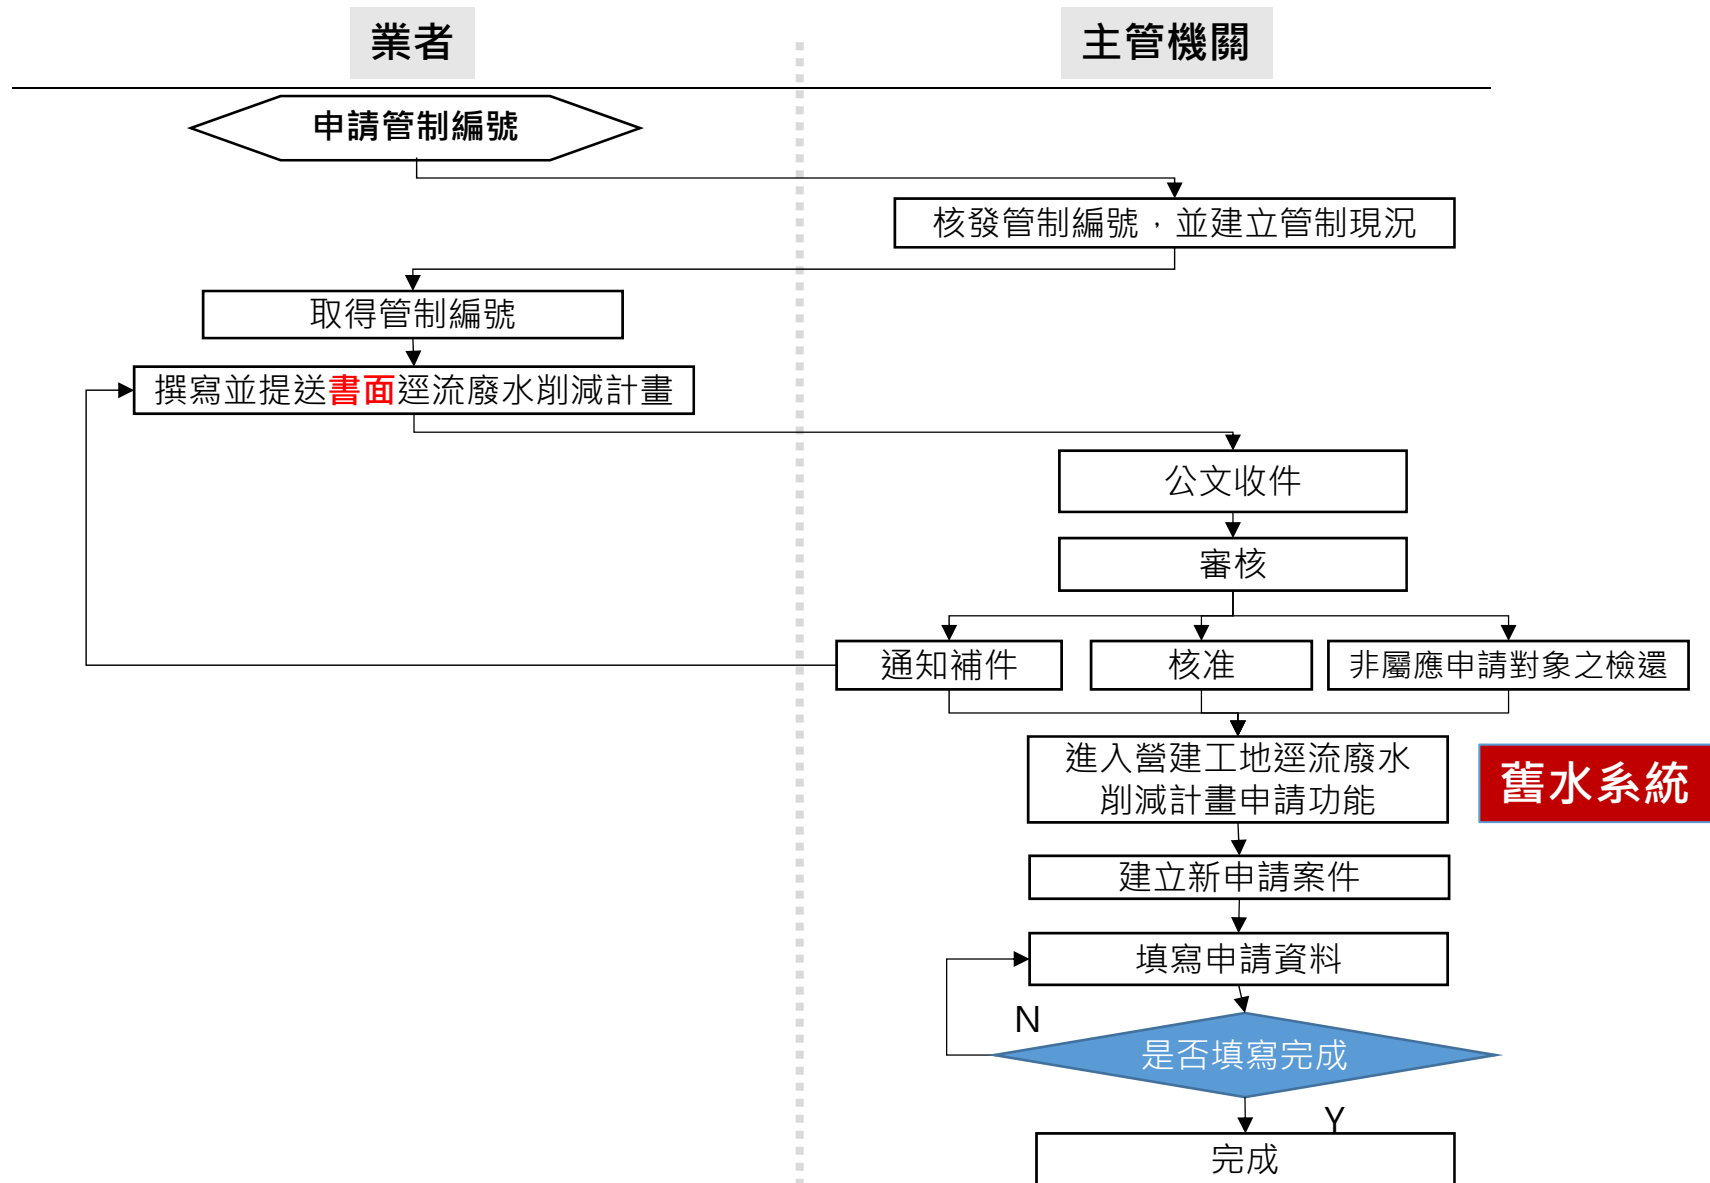 業者
主管機關
申請管制編號
核發管制編號，並建立管制現況
取得管制編號
撰寫並提送書面逕流廢水削減計畫
公文收件
審核
通知補件
核准
非屬應申請對象之檢還
進入營建工地逕流廢水
削減計畫申請功能
舊水系統
建立新申請案件
填寫申請資料
N
是否填寫完成
Y
完成